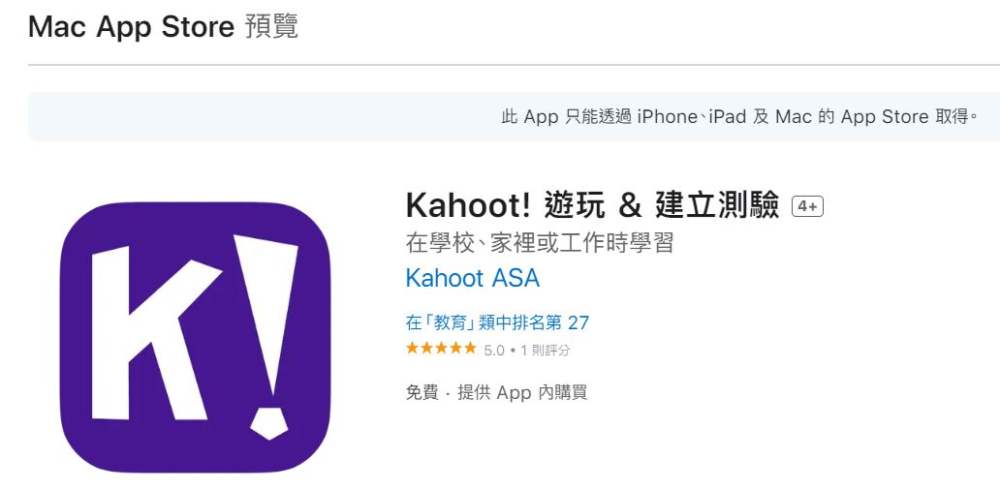 Mac App Store 預覽
此 App 只能透過 iPhone、iPad 及 Mac 的 App Store 取得。
K!
Kahoot! 遊玩 & 建立測驗 4+
在學校、家裡或工作時學習
Kahoot ASA
在「教育」類中排名第 27
★★★★★ 5.0 • 1 則評分
免費 · 提供 App 內購買